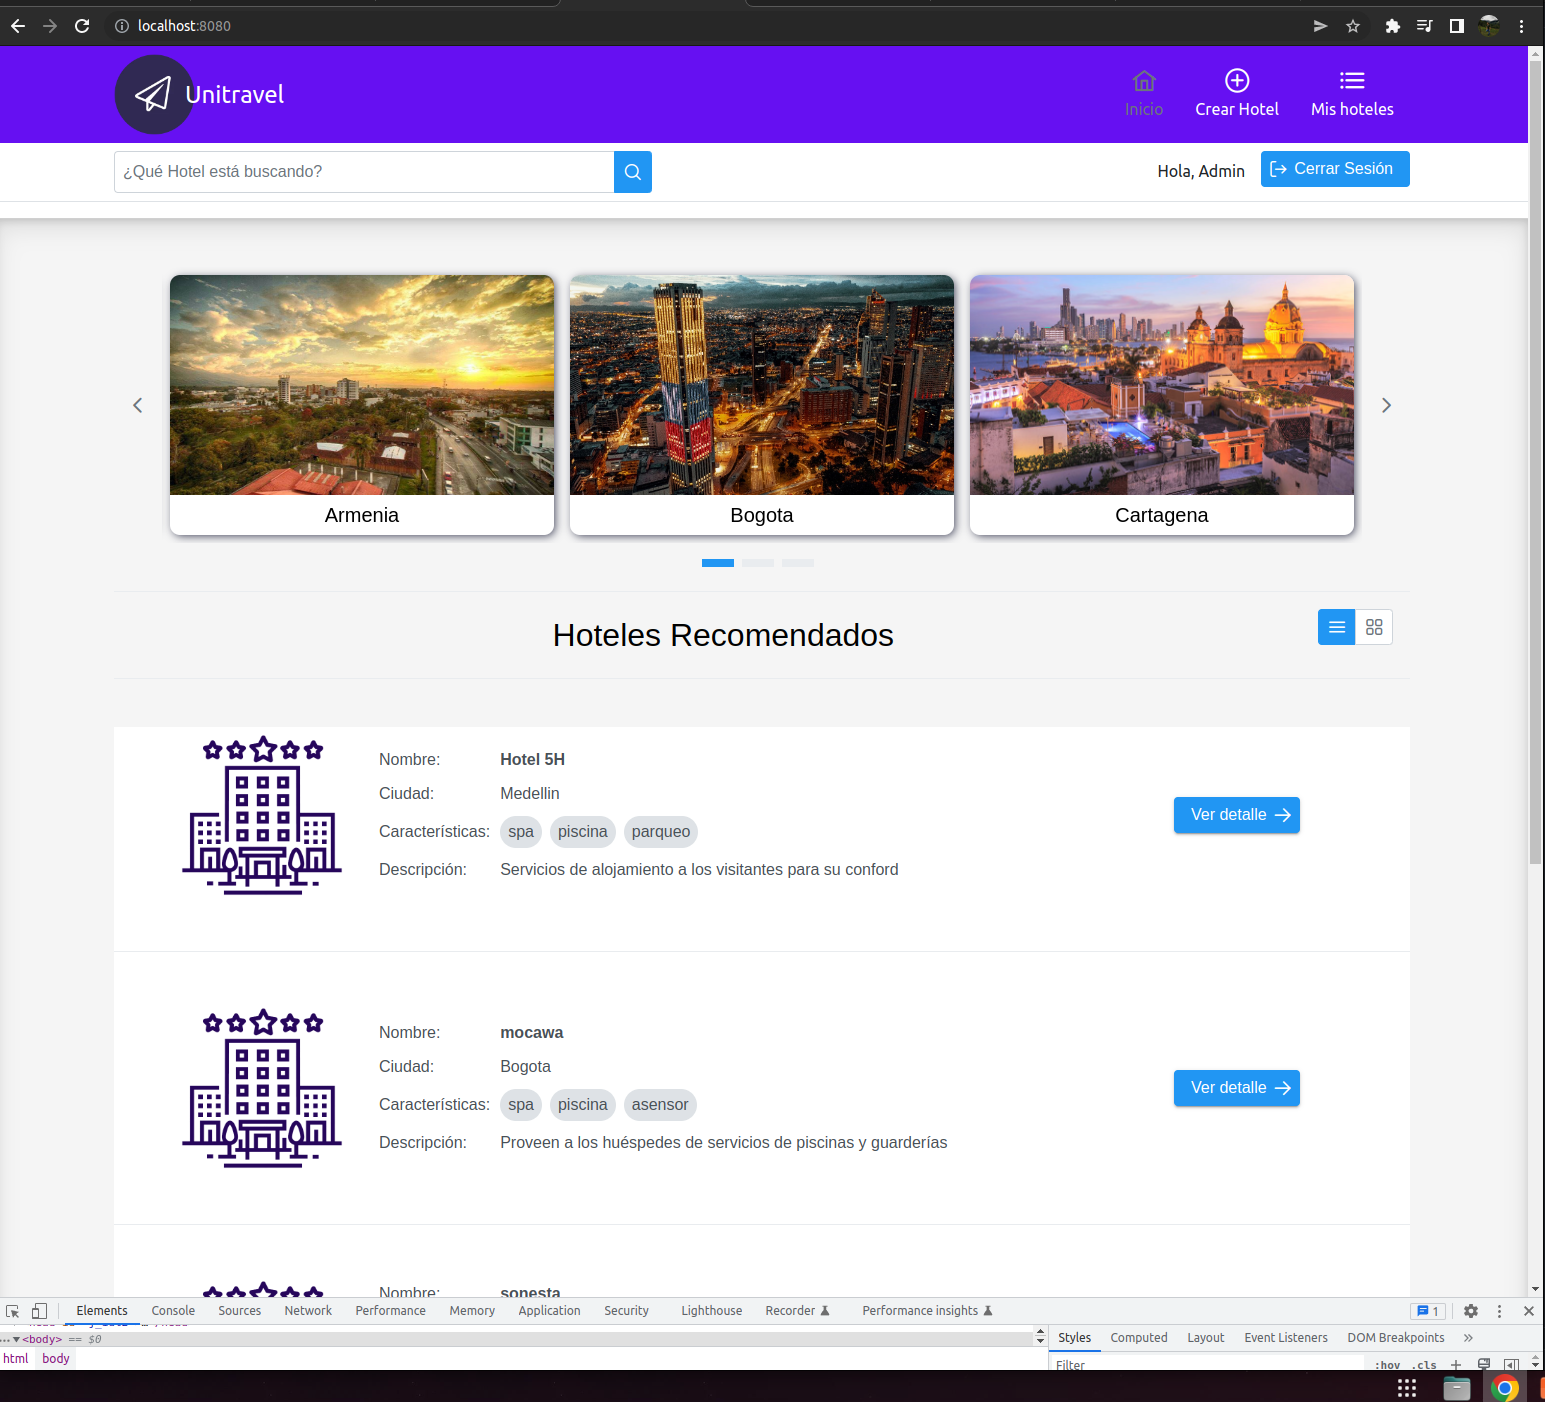 localhost:8080
Unitravel
Inicio
Crear Hotel
Mis hoteles
¿Qué Hotel está buscando?
Hola, Admin
Cerrar Sesión
Armenia
Bogota
Cartagena
Hoteles Recomendados
Nombre: Hotel 5H
Ciudad: Medellin
Características: spa piscina parqueo
Descripción: Servicios de alojamiento a los visitantes para su conford
Ver detalle
Nombre: mocawa
Ciudad: Bogota
Características: spa piscina asensor
Descripción: Proveen a los huéspedes de servicios de piscinas y guarderías
Ver detalle
Nombre: sonesta
Elements Console Sources Network Performance Memory Application Security Lighthouse Recorder Performance insights 1
<body> == $0
html body
Styles Computed Layout Event Listeners DOM Breakpoints
Filter :hov .cls